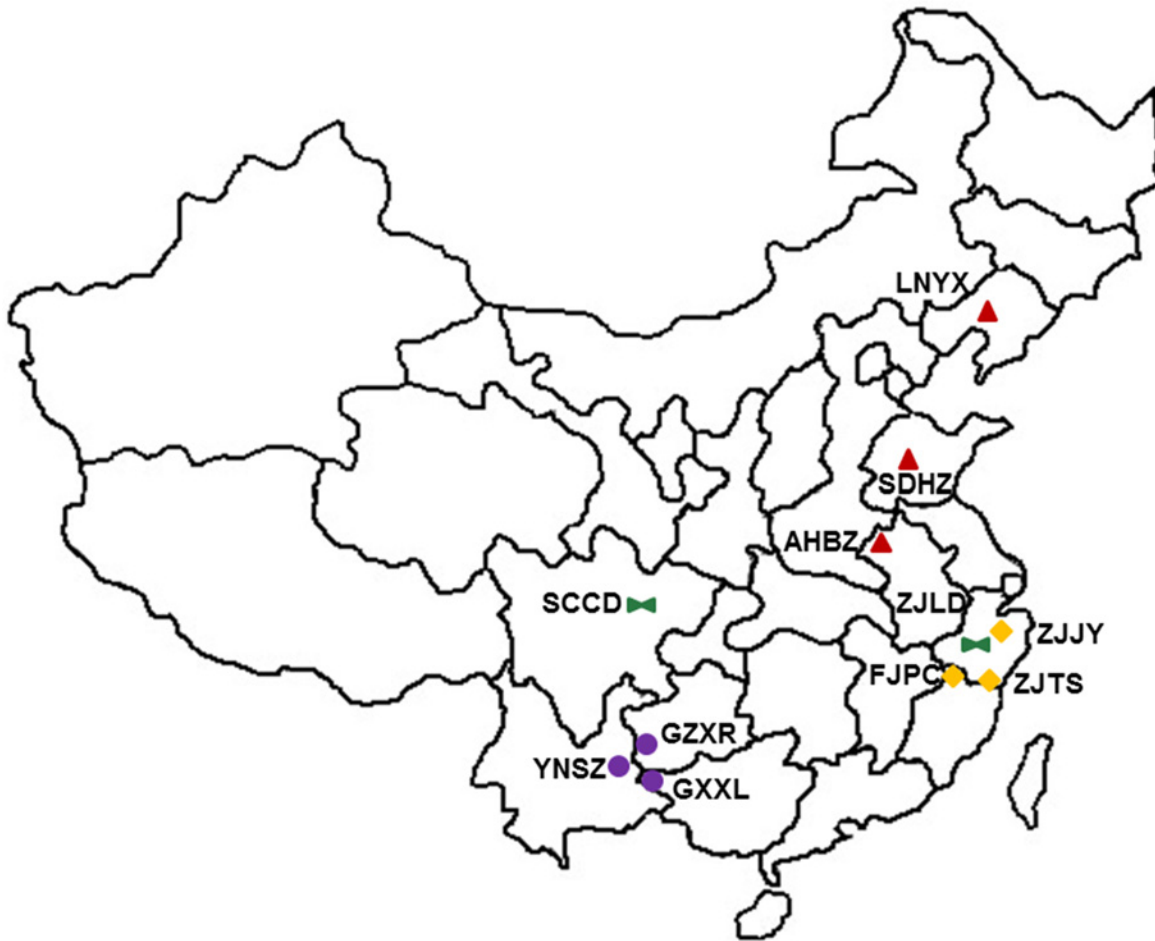 LNYX
SDHZ
AHBZ
SCCD
ZJLD
ZJJY
FJPC
ZJTS
GZXR
YNSZ
GXXL